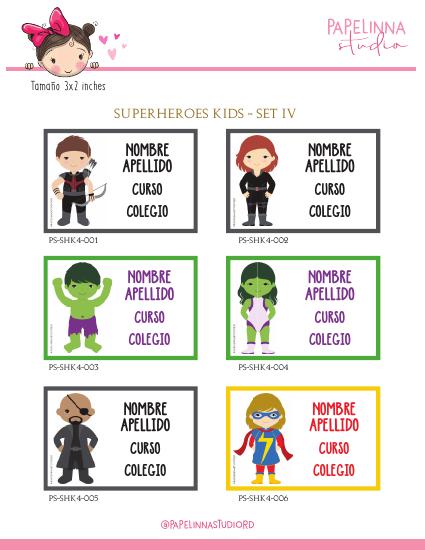 PAPELINNA
studio
Tamaño 3x2 inches
SUPERHEROES KIDS - SET IV
NOMBRE
APELLIDO
CURSO
COLEGIO
PS-SHK4-001
NOMBRE
APELLIDO
CURSO
COLEGIO
PS-SHK4-002
NOMBRE
APELLIDO
CURSO
COLEGIO
PS-SHK4-003
NOMBRE
APELLIDO
CURSO
COLEGIO
PS-SHK4-004
NOMBRE
APELLIDO
CURSO
COLEGIO
PS-SHK4-005
NOMBRE
APELLIDO
CURSO
COLEGIO
PS-SHK4-006
@PAPELINNASTUDIORD